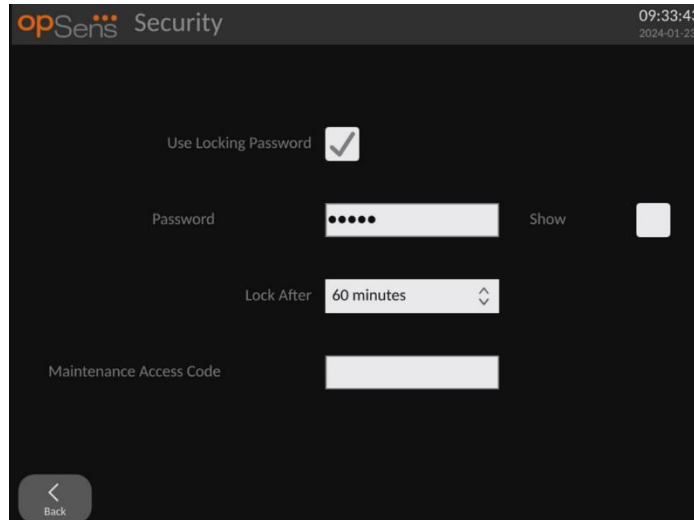 opSens Security
09:33:43
2024-01-23
Use Locking Password
Password
•••••
Show
Lock After
60 minutes
Maintenance Access Code
Back